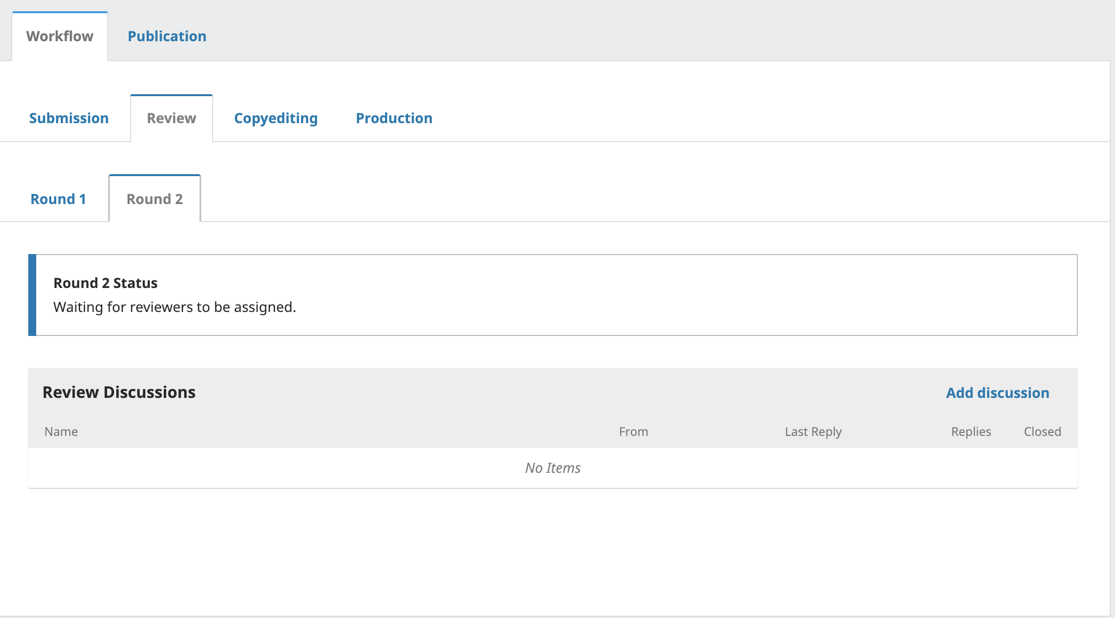 Workflow Publication
Submission Review Copyediting Production
Round 1 Round 2
Round 2 Status
Waiting for reviewers to be assigned.
Review Discussions Add discussion
Name From Last Reply Replies Closed
No Items